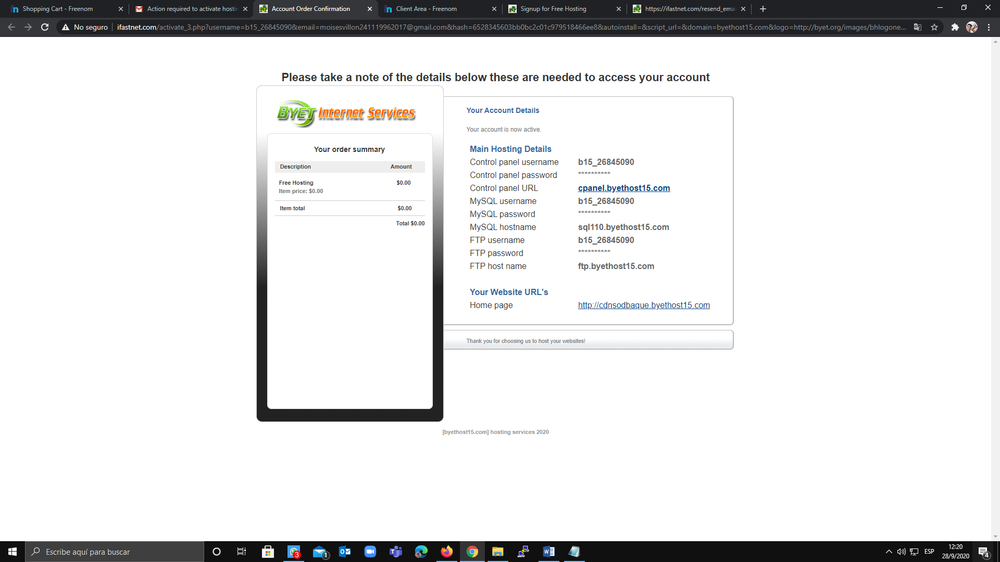 Shopping Cart - Freenom
Action required to activate hostin
Account Order Confirmation
Client Area - Freenom
Signup for Free Hosting
https://ifastnet.com/resend_emai
No seguro
ifastnet.com/activate_3.php?username=b15_26845090&email=moisesvillon241119962017@gmail.com&hash=6528345603bb0bc2c01c979518466ee8&autoinstall=&script_url=&domain=byethost15.com&logo=http://byet.org/images/bhlogone...
Please take a note of the details below these are needed to access your account
BYET Internet Services
Your order summary
Description Amount
Free Hosting $0.00
Item price: $0.00
Item total $0.00
Total $0.00
Your Account Details
Your account is now active.
Main Hosting Details
Control panel username b15_26845090
Control panel password **********
Control panel URL cpanel.byethost15.com
MySQL username b15_26845090
MySQL password **********
MySQL hostname sql110.byethost15.com
FTP username b15_26845090
FTP password **********
FTP host name ftp.byethost15.com
Your Website URL's
Home page http://cdnsodbaque.byethost15.com
Thank you for choosing us to host your websites!
[byethost15.com] hosting services 2020
Escribe aquí para buscar
3
1
ESP
12:20
28/9/2020
4